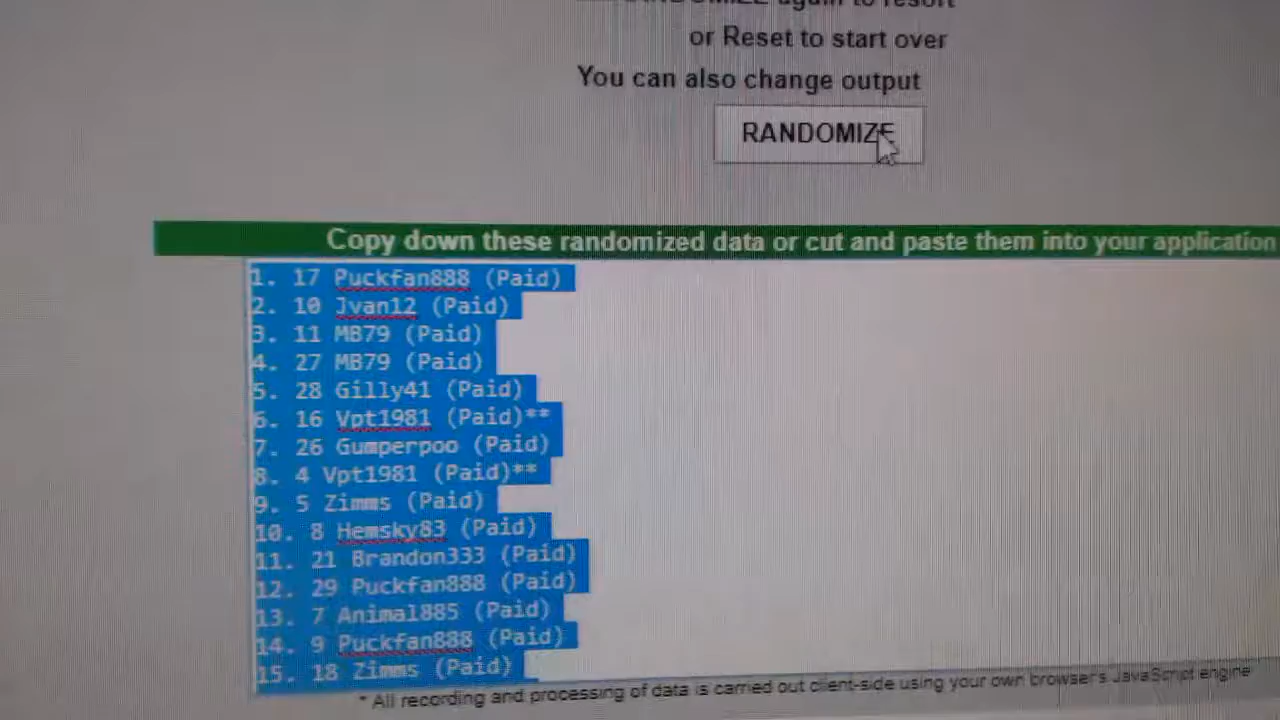 RANDOMIZE again to resort
or Reset to start over
You can also change output
RANDOMIZE
Copy down these randomized data or cut and paste them into your application
1. 17 Puckfan888 (Paid)
2. 10 Jvan12 (Paid)
3. 11 MB79 (Paid)
4. 27 MB79 (Paid)
5. 28 Gilly41 (Paid)
6. 16 Vpt1981 (Paid)**
7. 26 Gumperpoo (Paid)
8. 4 Vpt1981 (Paid)**
9. 5 Zimms (Paid)
10. 8 Hemsky83 (Paid)
11. 21 Brandon333 (Paid)
12. 29 Puckfan888 (Paid)
13. 7 Animal885 (Paid)
14. 9 Puckfan888 (Paid)
15. 18 Zimms (Paid)
* All recording and processing of data is carried out client-side using your own browser's JavaScript engine